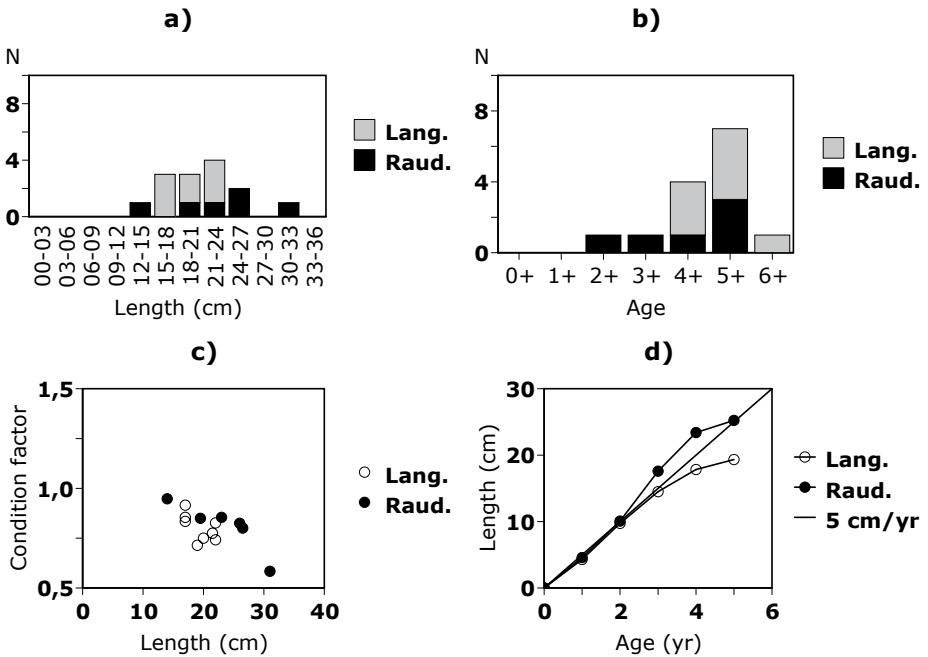 a)
N
8
4
0
00-03
03-06
06-09
09-12
12-15
15-18
18-21
21-24
24-27
27-30
30-33
33-36
Length (cm)
Lang.
Raud.
b)
N
8
4
0
0+ 1+ 2+ 3+ 4+ 5+ 6+
Age
Lang.
Raud.
c)
Condition factor
1,5
1,0
0,5
0 10 20 30 40
Length (cm)
Lang.
Raud.
d)
Length (cm)
30
20
10
0
0 2 4 6
Age (yr)
Lang.
Raud.
5 cm/yr